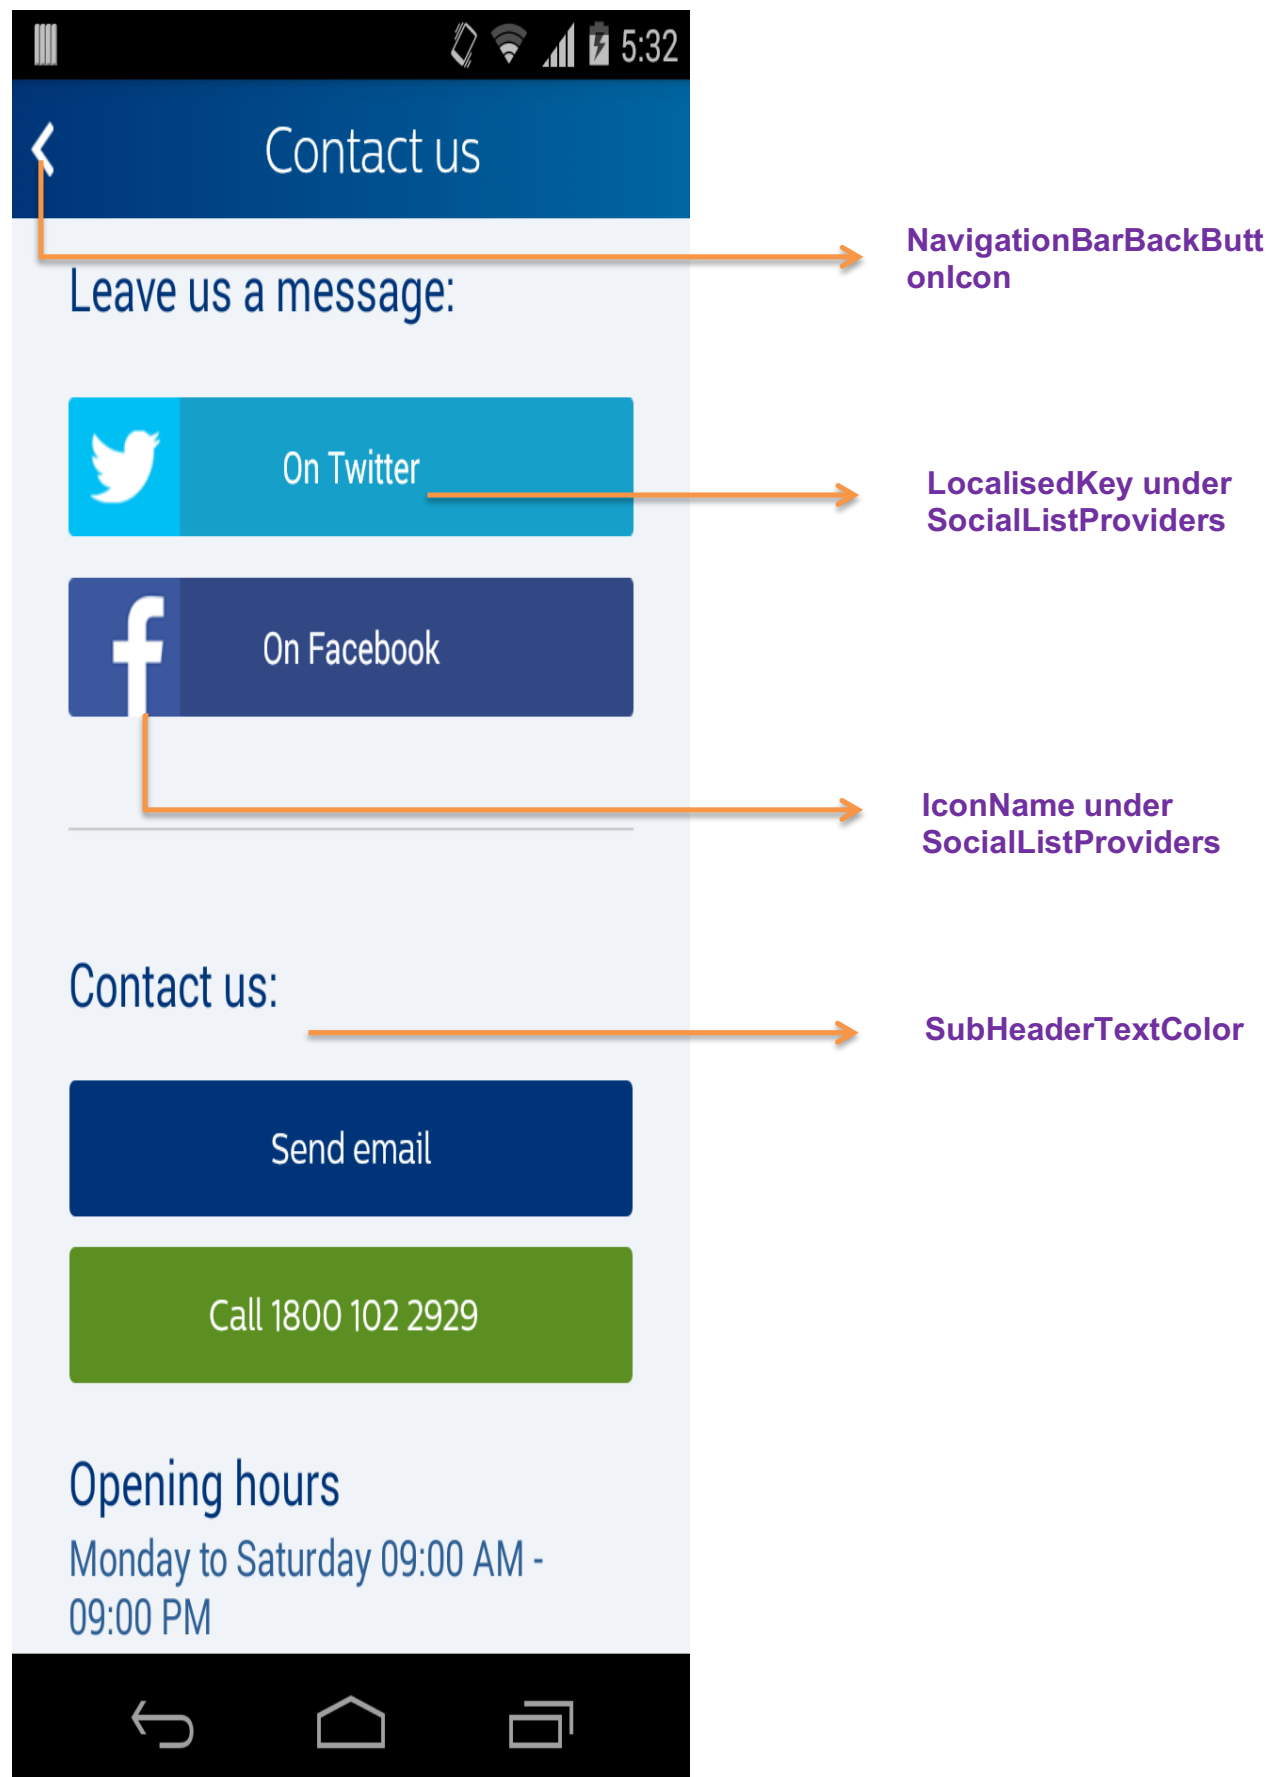 5:32
Contact us
NavigationBarBackButt
onIcon
Leave us a message:
On Twitter
LocalisedKey under
SocialListProviders
On Facebook
IconName under
SocialListProviders
Contact us:
SubHeaderTextColor
Send email
Call 1800 102 2929
Opening hours
Monday to Saturday 09:00 AM -
09:00 PM